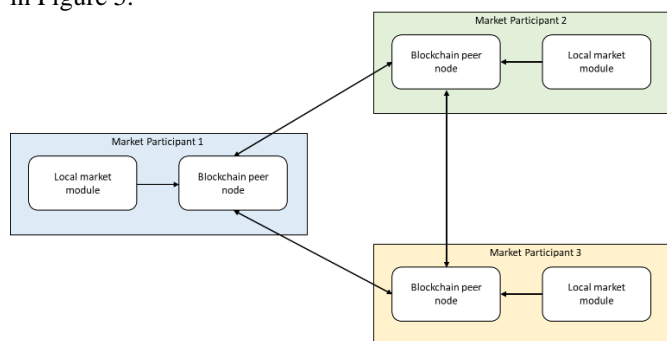 in Figure
Market Participant 2
Blockchain peer
node
Local market
module
Market Participant 1
Local market
module
Blockchain peer
node
Market Participant 3
Blockchain peer
node
Local market
module